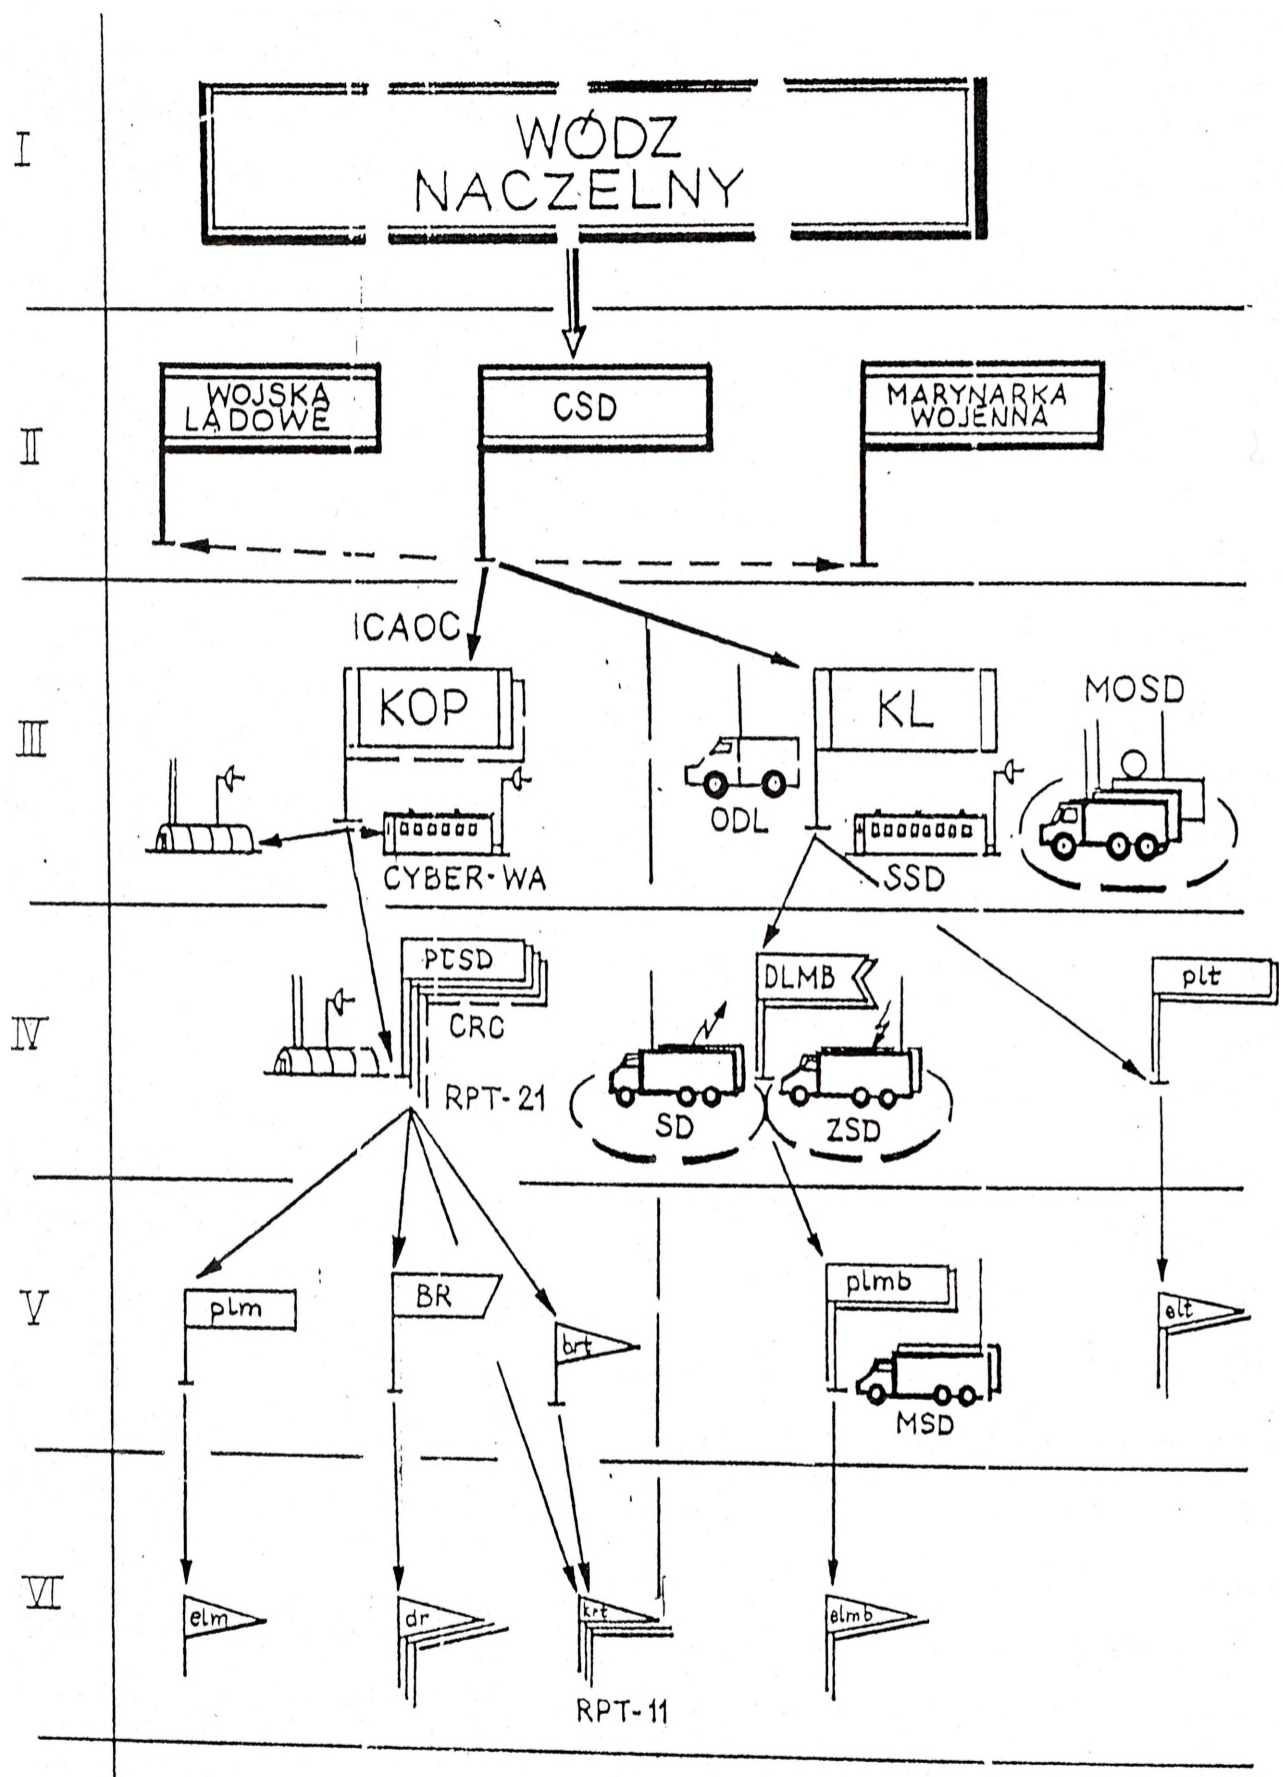 I
WÓDZ
NACZELNY
II
WOJSKA
LĄDOWE
CSD
MARYNARKA
WOJENNA
III
ICAOC
KOP
KL
MOSD
ODL
CYBER-WA
SSD
IV
PCSD
CRC
RPT-21
DLMB
SD
ZSD
plt
V
plm
BR
brt
plmb
MSD
elt
VI
elm
dr
krt
elmb
RPT-11